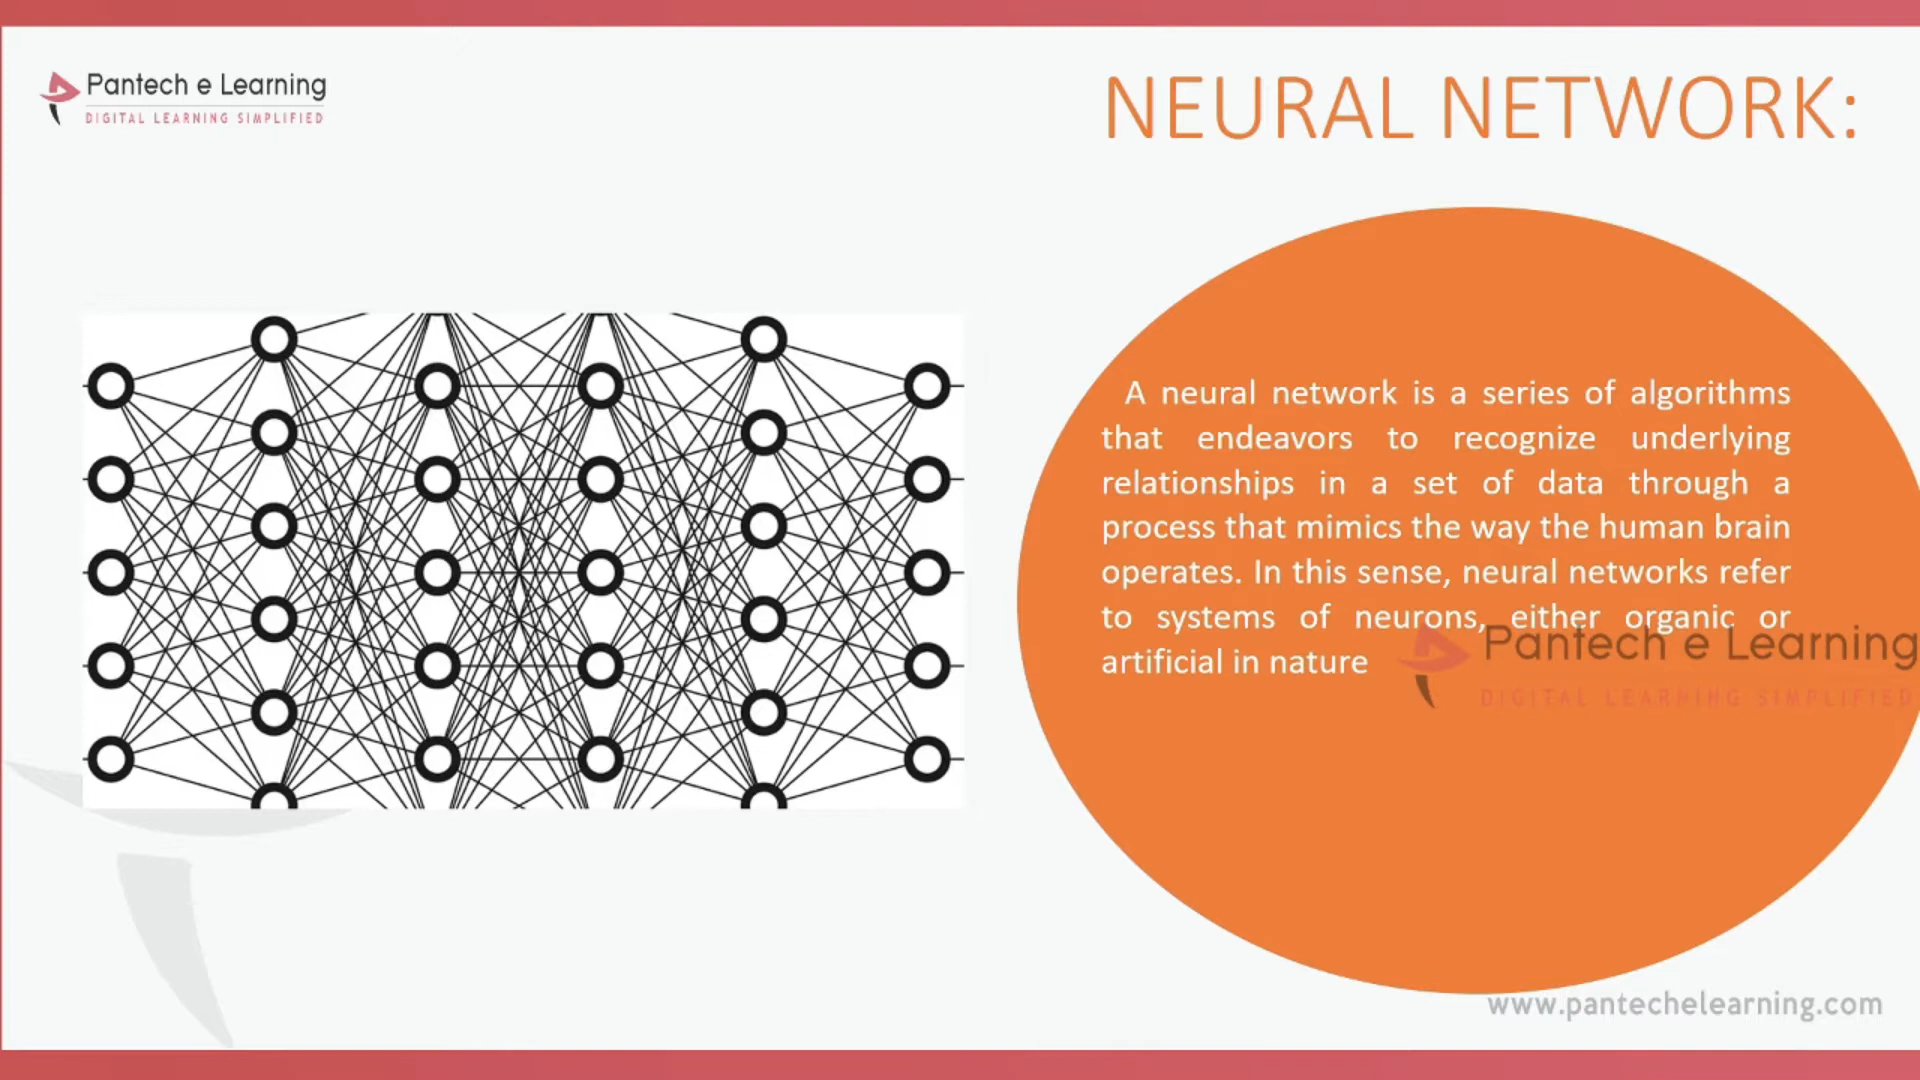 Pantech e Learning
DIGITAL LEARNING SIMPLIFIED
NEURAL NETWORK:
A neural network is a series of algorithms
that endeavors to recognize underlying
relationships in a set of data through a
process that mimics the way the human brain
operates. In this sense, neural networks refer
to systems of neurons, either organic or
artificial in nature
Pantech e Learning
DIGITAL LEARNING SIMPLIFIED
www.pantechelearning.com